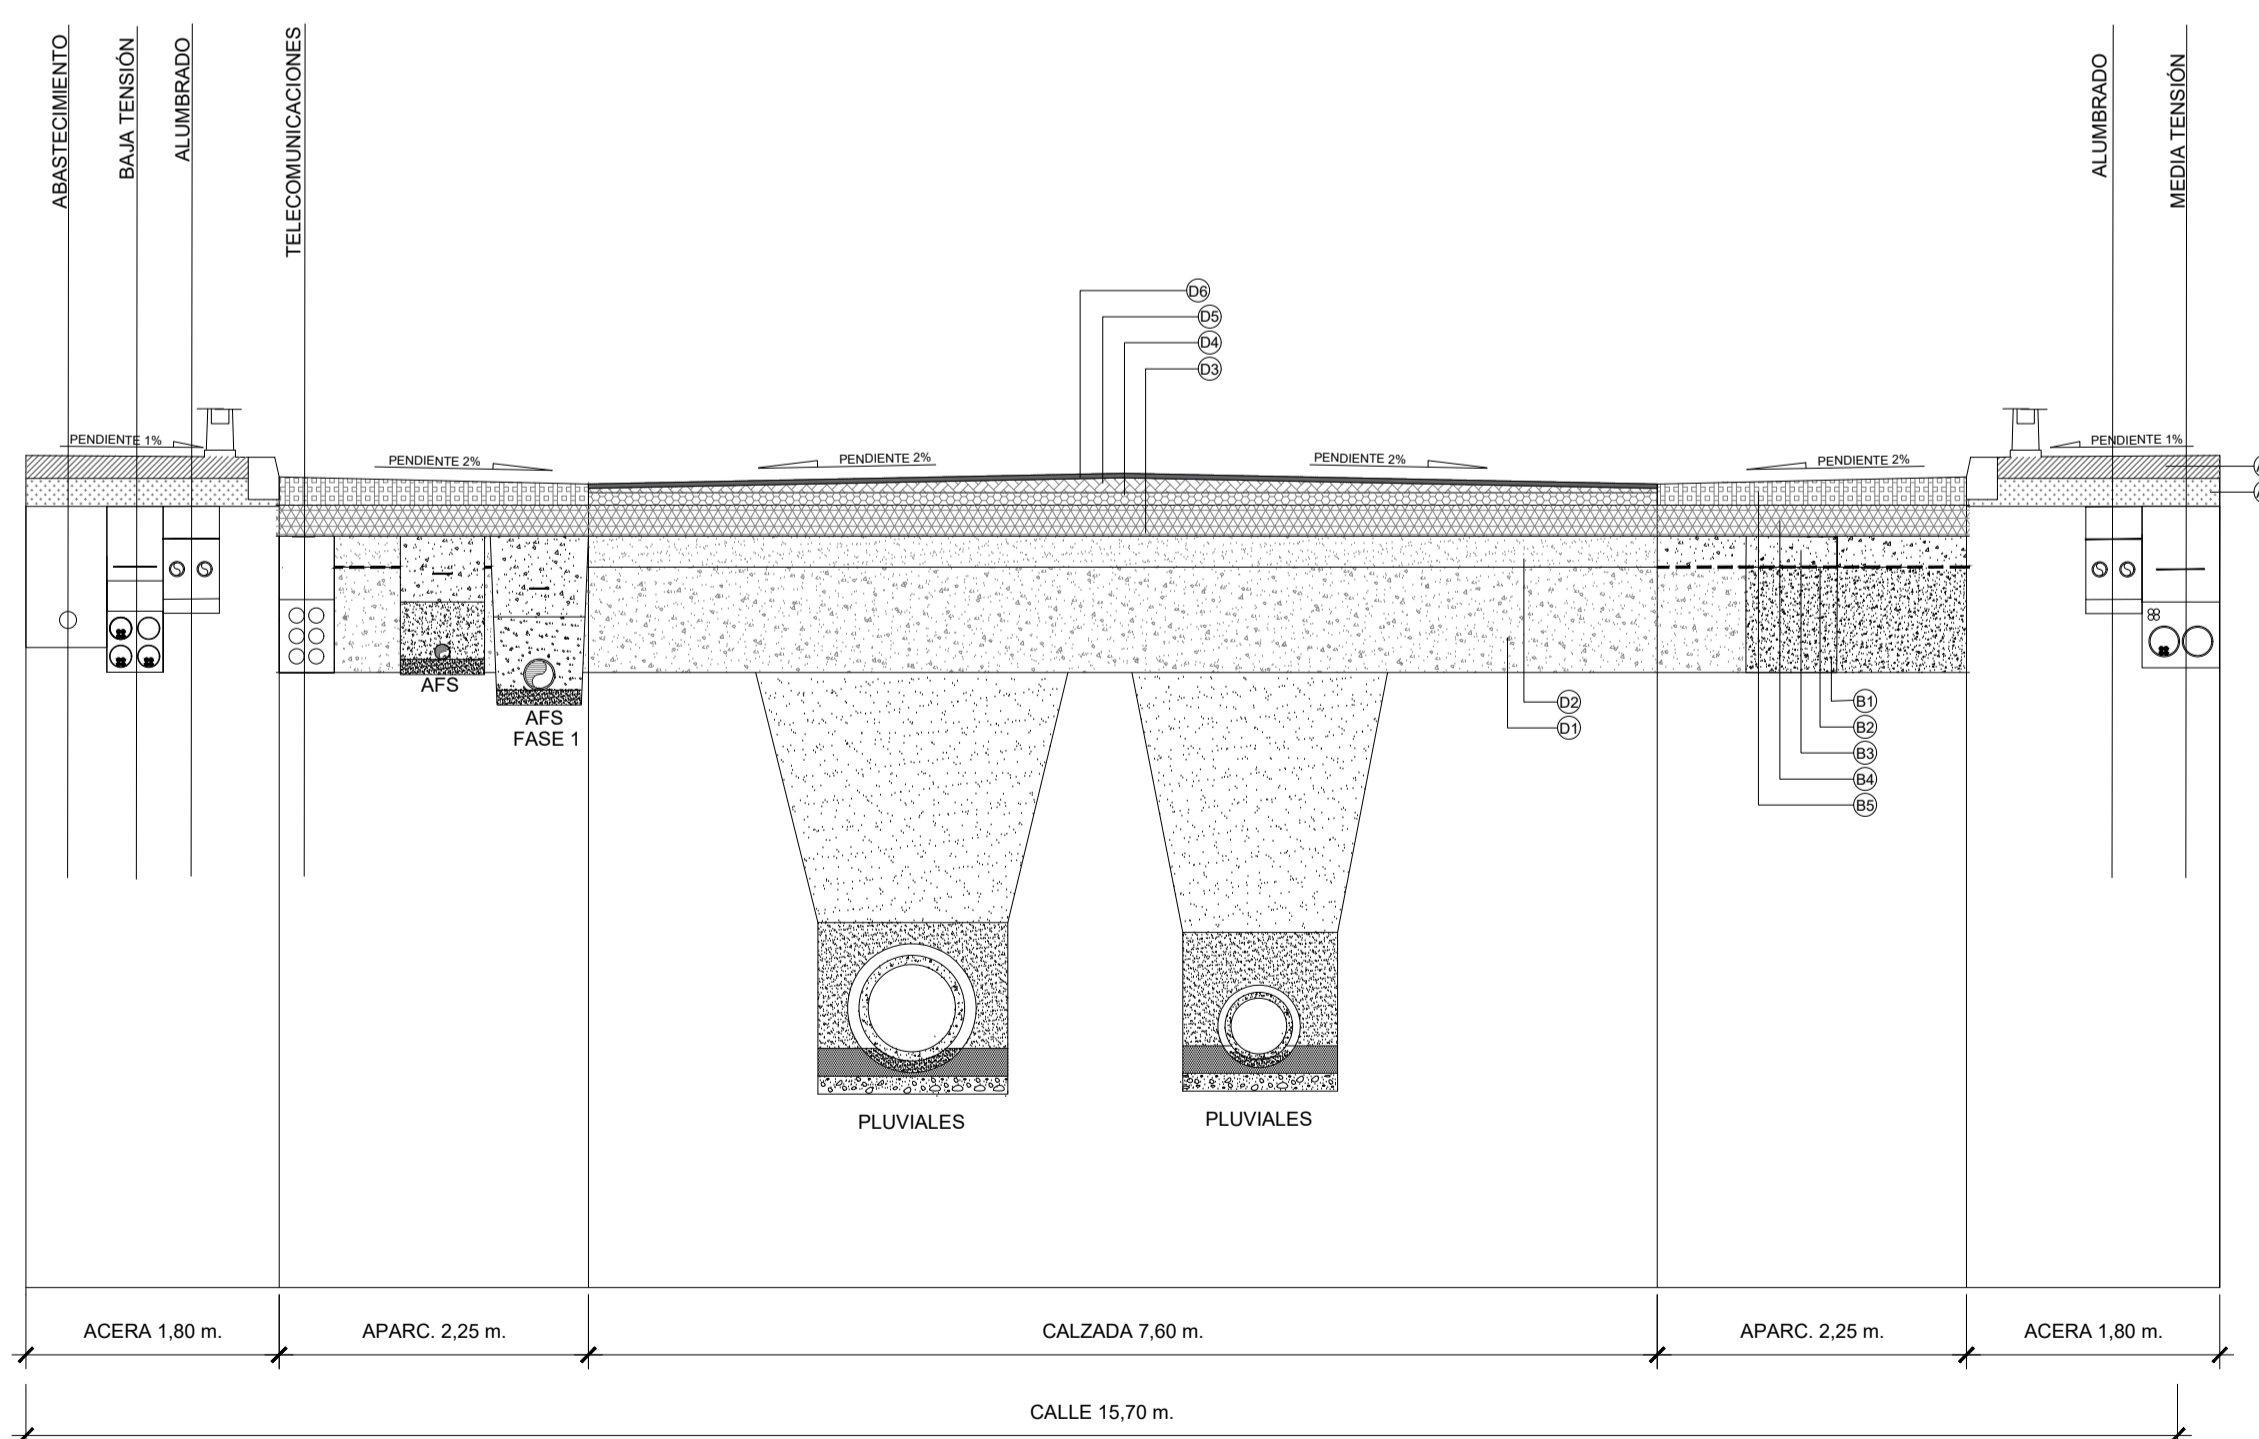 ABASTECIMIENTO
BAJA TENSIÓN
ALUMBRADO
TELECOMUNICACIONES
ALUMBRADO
MEDIA TENSIÓN
D6
D5
D4
D3
PENDIENTE 1%
PENDIENTE 2%
PENDIENTE 2%
PENDIENTE 2%
PENDIENTE 2%
PENDIENTE 1%
AFS
AFS
FASE 1
D2
D1
B1
B2
B3
B4
B5
PLUVIALES
PLUVIALES
ACERA 1,80 m.
APARC. 2,25 m.
CALZADA 7,60 m.
APARC. 2,25 m.
ACERA 1,80 m.
CALLE 15,70 m.